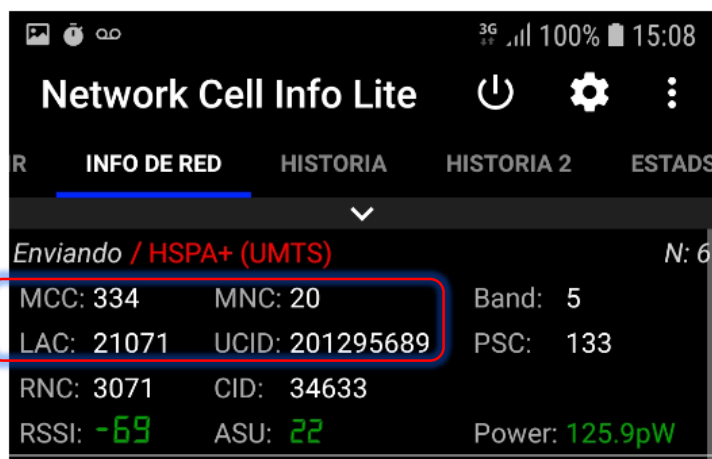 3G 100% 15:08
Network Cell Info Lite
R INFO DE RED HISTORIA HISTORIA 2 ESTADS
Enviando / HSPA+ (UMTS) N: 6
MCC: 334 MNC: 20 Band: 5
LAC: 21071 UCID: 201295689 PSC: 133
RNC: 3071 CID: 34633
RSSI: -69 ASU: 22 Power: 125.9pW